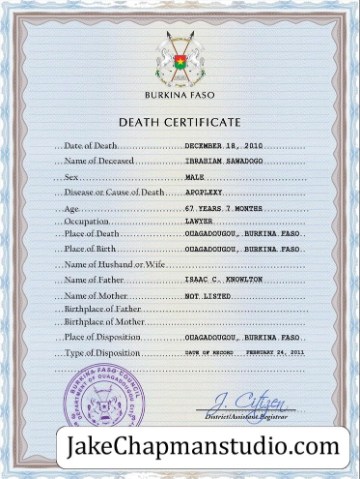 BURKINA FASO
DEATH CERTIFICATE
Date of Death DECEMBER 18, 2010
Name of Deceased IBRABIAM SAWADOGO
Sex MALE
Disease or Cause of Death APOPLEXY
Age 67 YEARS 7 MONTHS
Occupation LAWYER
Place of Death OUAGADOUGOU, BURKINA FASO
Place of Birth OUAGADOUGOU, BURKINA FASO
Name of Husband or Wife
Name of Father ISAAC C. KNOWLTON
Name of Mother NOT LISTED
Birthplace of Father
Birthplace of Mother
Place of Disposition OUAGADOUGOU, BURKINA FASO
Type of Disposition DATE OF RECORD FEBRUARY 24, 2011
BURKINA FASO COUNCIL
J. Citizen
District/Assistant Registrar
JakeChapmanstudio.com